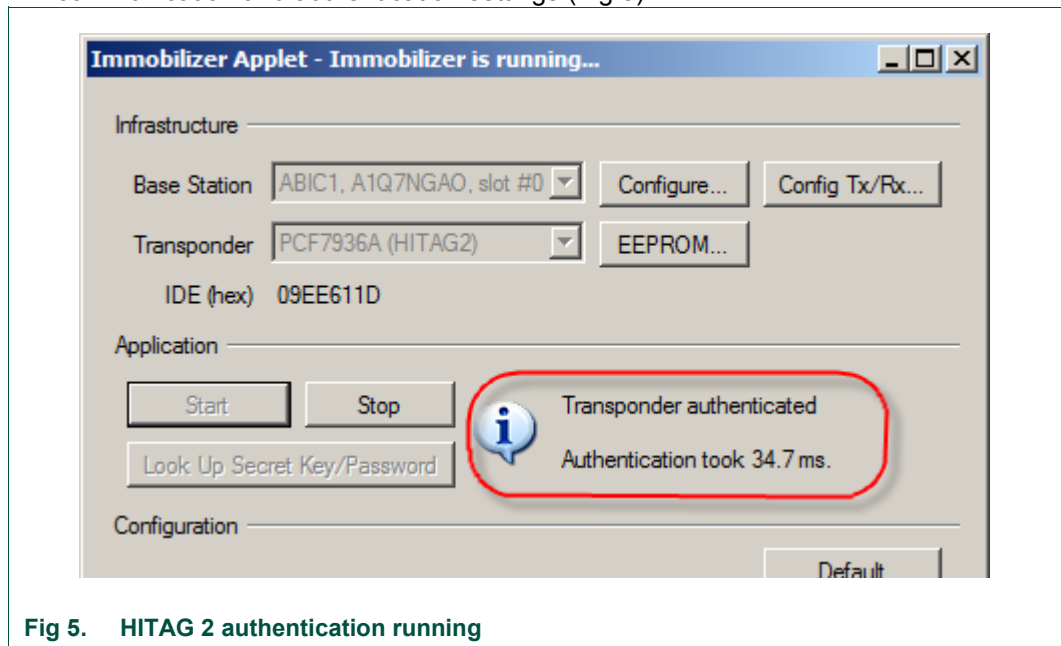 Immobilizer Applet - Immobilizer is running...
Infrastructure
Base Station ABIC1, A1Q7NGAO, slot #0 Configure... Config Tx/Rx...
Transponder PCF7936A (HITAG2) EEPROM...
IDE (hex) 09EE611D
Application
Start Stop Transponder authenticated
Look Up Secret Key/Password Authentication took 34.7 ms.
Configuration
Default
Fig 5. HITAG 2 authentication running